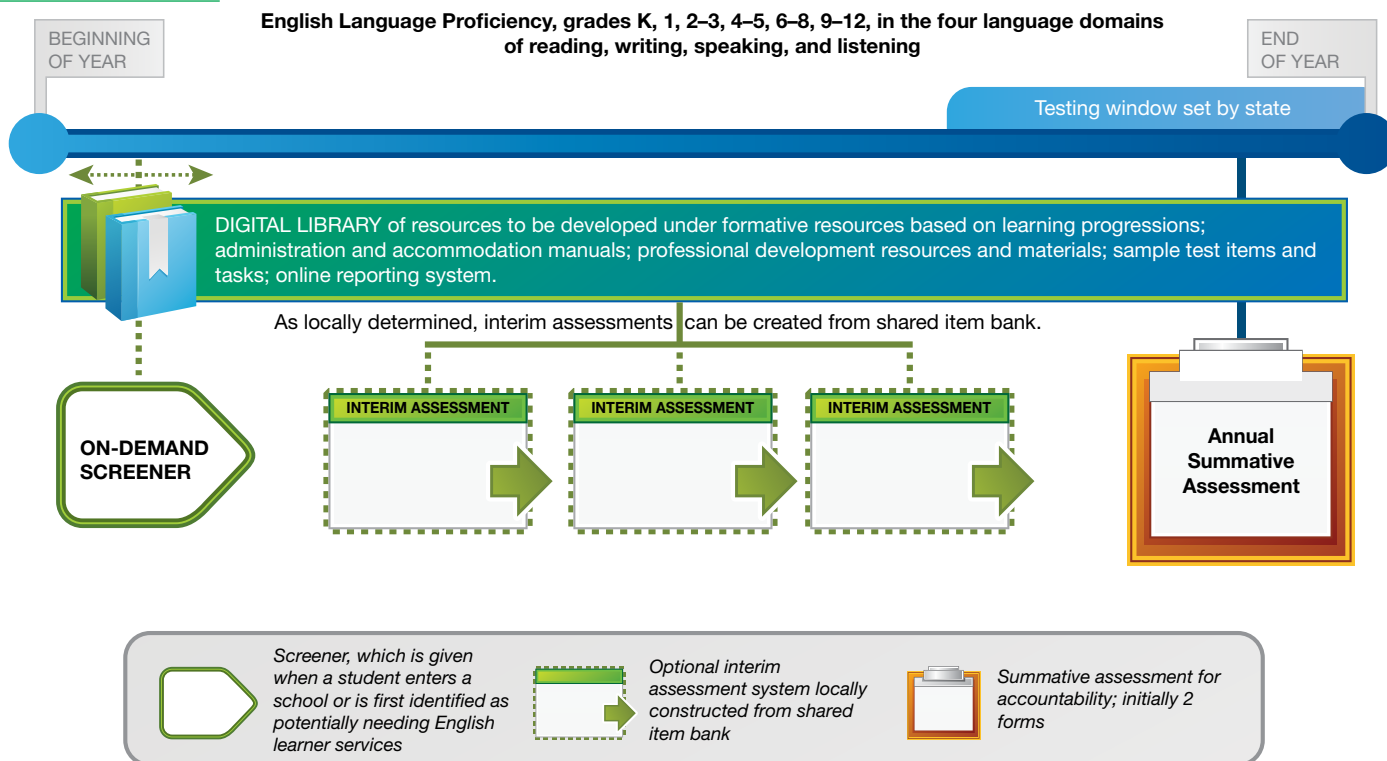 English Language Proficiency, grades K, 1, 2–3, 4–5, 6–8, 9–12, in the four language domains
of reading, writing, speaking, and listening
BEGINNING
OF YEAR
END
OF YEAR
Testing window set by state
DIGITAL LIBRARY of resources to be developed under formative resources based on learning progressions;
administration and accommodation manuals; professional development resources and materials; sample test items and
tasks; online reporting system.
As locally determined, interim assessments can be created from shared item bank.
ON-DEMAND
SCREENER
INTERIM ASSESSMENT
INTERIM ASSESSMENT
INTERIM ASSESSMENT
Annual
Summative
Assessment
Screener, which is given
when a student enters a
school or is first identified as
potentially needing English
learner services
Optional interim
assessment system locally
constructed from shared
item bank
Summative assessment for
accountability; initially 2
forms